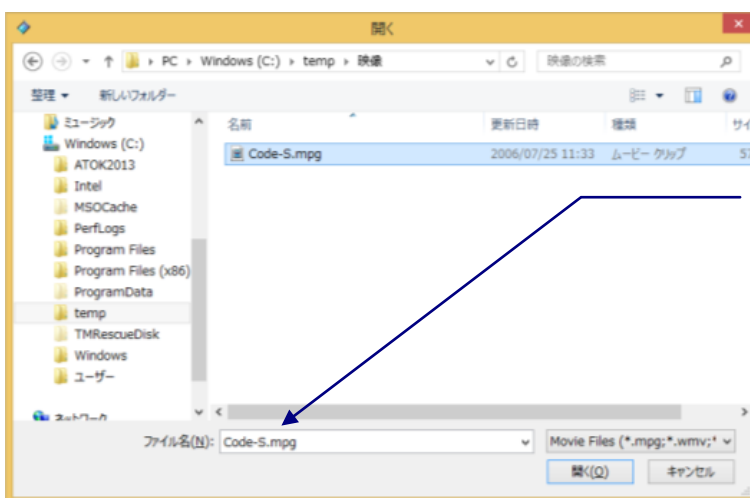 開く
PC Windows (C:) temp 映像
映像の検索
整理 新しいフォルダー
名前 更新日時 種類 サイ
Code-S.mpg 2006/07/25 11:33 ムービー クリップ 57
ミュージック
Windows (C:)
ATOK2013
Intel
MSOCache
PerfLogs
Program Files
Program Files (x86)
ProgramData
temp
TMRescueDisk
Windows
ユーザー
ネットワーク
ファイル名(N): Code-S.mpg Movie Files (*.mpg;*.wmv;*
開く(O) キャンセル